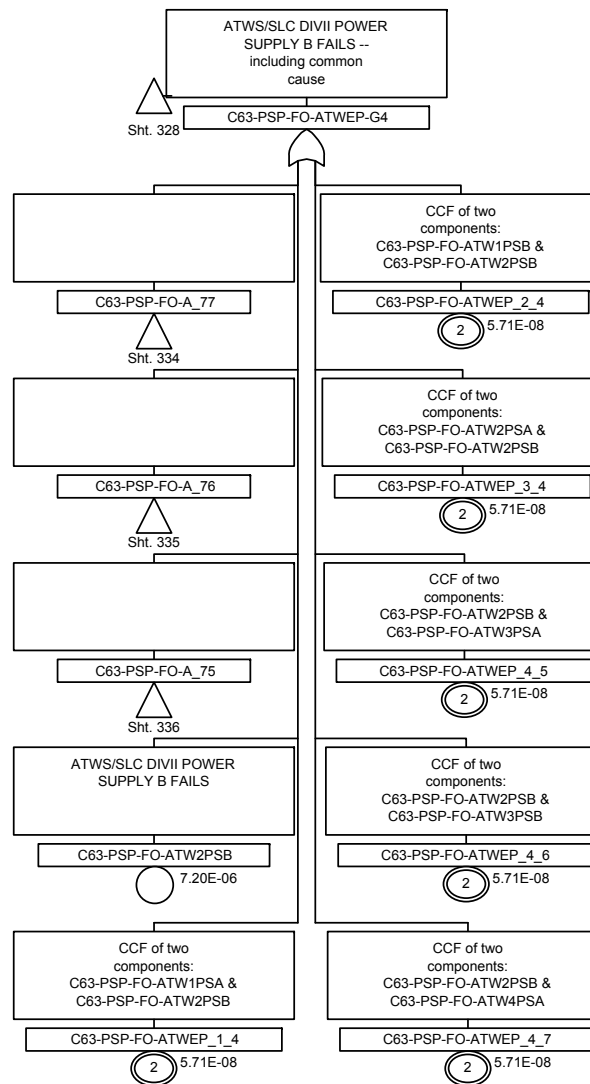 ATWS/SLC DIVII POWER
SUPPLY B FAILS --
including common
cause
Sht. 328
C63-PSP-FO-ATWEP-G4
C63-PSP-FO-A_77
Sht. 334
CCF of two
components:
C63-PSP-FO-ATW1PSB &
C63-PSP-FO-ATW2PSB
C63-PSP-FO-ATWEP_2_4
2
5.71E-08
C63-PSP-FO-A_76
Sht. 335
CCF of two
components:
C63-PSP-FO-ATW2PSA &
C63-PSP-FO-ATW2PSB
C63-PSP-FO-ATWEP_3_4
2
5.71E-08
C63-PSP-FO-A_75
Sht. 336
CCF of two
components:
C63-PSP-FO-ATW2PSB &
C63-PSP-FO-ATW3PSA
C63-PSP-FO-ATWEP_4_5
2
5.71E-08
ATWS/SLC DIVII POWER
SUPPLY B FAILS
C63-PSP-FO-ATW2PSB
7.20E-06
CCF of two
components:
C63-PSP-FO-ATW2PSB &
C63-PSP-FO-ATW3PSB
C63-PSP-FO-ATWEP_4_6
2
5.71E-08
CCF of two
components:
C63-PSP-FO-ATW1PSA &
C63-PSP-FO-ATW2PSB
C63-PSP-FO-ATWEP_1_4
2
5.71E-08
CCF of two
components:
C63-PSP-FO-ATW2PSB &
C63-PSP-FO-ATW4PSA
C63-PSP-FO-ATWEP_4_7
2
5.71E-08